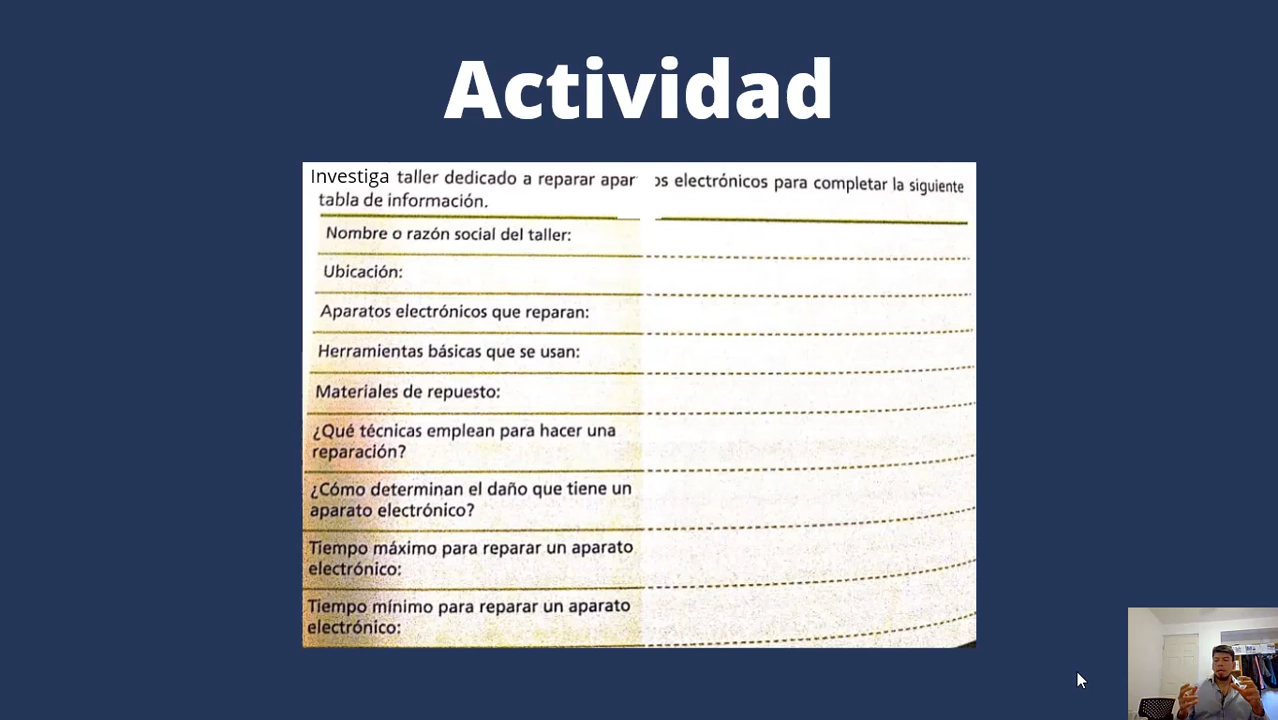 Actividad
Investiga taller dedicado a reparar apar os electrónicos para completar la siguiente
tabla de información.
Nombre o razón social del taller:
Ubicación:
Aparatos electrónicos que reparan:
Herramientas básicas que se usan:
Materiales de repuesto:
¿Qué técnicas emplean para hacer una
reparación?
¿Cómo determinan el daño que tiene un
aparato electrónico?
Tiempo máximo para reparar un aparato
electrónico:
Tiempo mínimo para reparar un aparato
electrónico: